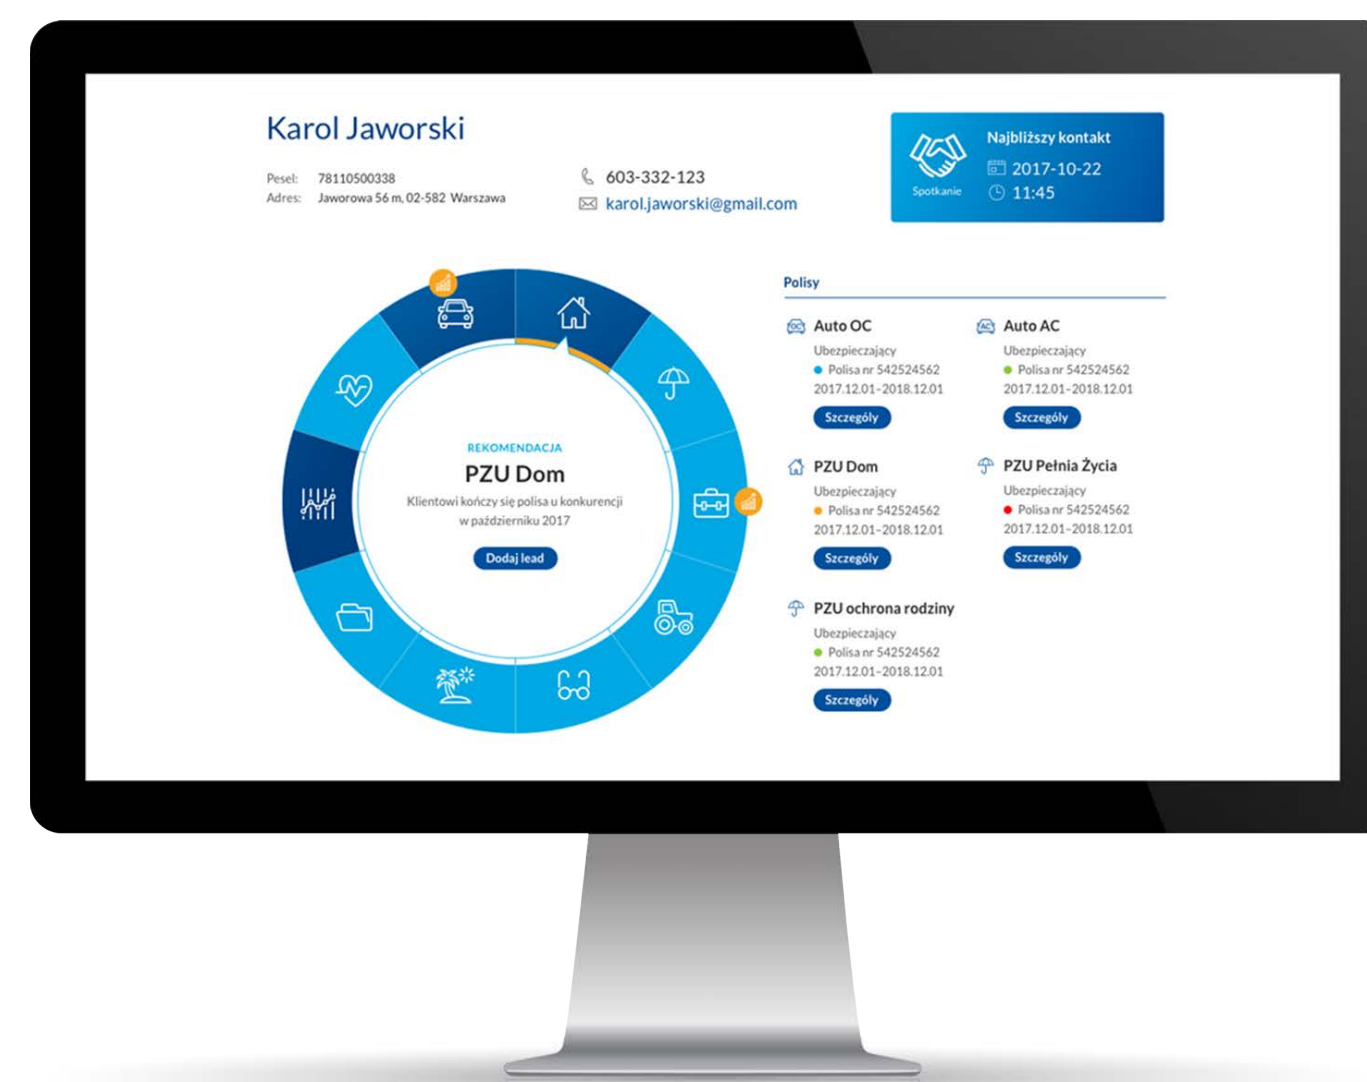 Karol Jaworski
Pesel: 78110500338
Adres: Jaworowa 56 m, 02-582 Warszawa
603-332-123
karol.jaworski@gmail.com
Najbliższy kontakt
2017-10-22
11:45
Spotkanie
REKOMENDACJA
PZU Dom
Klientowi kończy się polisa u konkurencji
w październiku 2017
Dodaj lead
Polisy
OC Auto OC
Ubezpieczający
Polisa nr 542524562
2017.12.01-2018.12.01
Szczegóły
AC Auto AC
Ubezpieczający
Polisa nr 542524562
2017.12.01-2018.12.01
Szczegóły
PZU Dom
Ubezpieczający
Polisa nr 542524562
2017.12.01-2018.12.01
Szczegóły
PZU Pełnia Życia
Ubezpieczający
Polisa nr 542524562
2017.12.01-2018.12.01
Szczegóły
PZU ochrona rodziny
Ubezpieczający
Polisa nr 542524562
2017.12.01-2018.12.01
Szczegóły